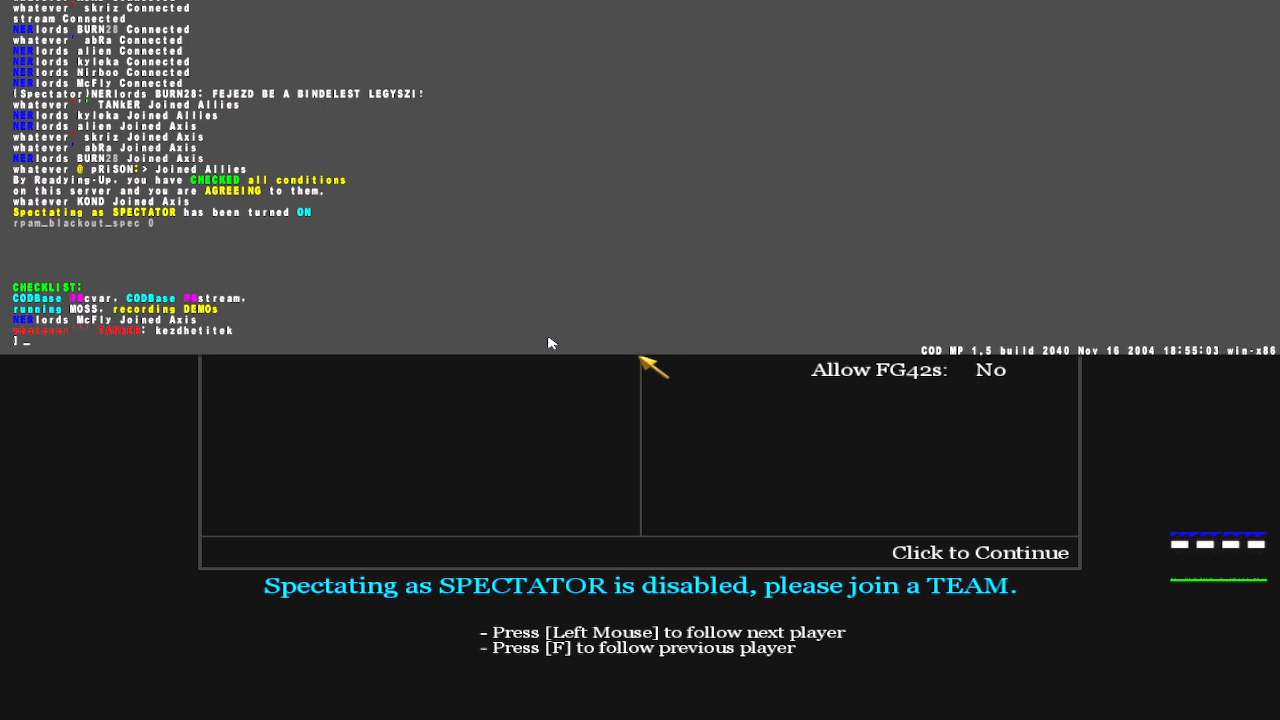 whatever' skriz Connected
stream Connected
NERlords BURN28 Connected
whatever' abRa Connected
NERlords alien Connected
NERlords kyleka Connected
NERlords Nirboo Connected
NERlords McFly Connected
(Spectator)NERlords BURN28: FEJEZD BE A BINDELEST LEGYSZI!
whatever''' TANkER Joined Allies
NERlords kyleka Joined Allies
NERlords alien Joined Axis
whatever' skriz Joined Axis
whatever' abRa Joined Axis
NERlords BURN28 Joined Axis
whatever @ pRiSON:> Joined Allies
By Readying-Up, you have CHECKED all conditions
on this server and you are AGREEING to them.
whatever KOND Joined Axis
Spectating as SPECTATOR has been turned ON
rpam_blackout_spec 0
CHECKLIST:
CODBase PBcvar, CODBase PBstream,
running MOSS, recording DEMOs
NERlords McFly Joined Axis
whatever''' TANkER: kezdhetitek
]_
COD MP 1.5 build 2040 Nov 16 2004 18:55:03 win-x86
Allow FG42s: No
Click to Continue
Spectating as SPECTATOR is disabled, please join a TEAM.
- Press [Left Mouse] to follow next player
- Press [F] to follow previous player